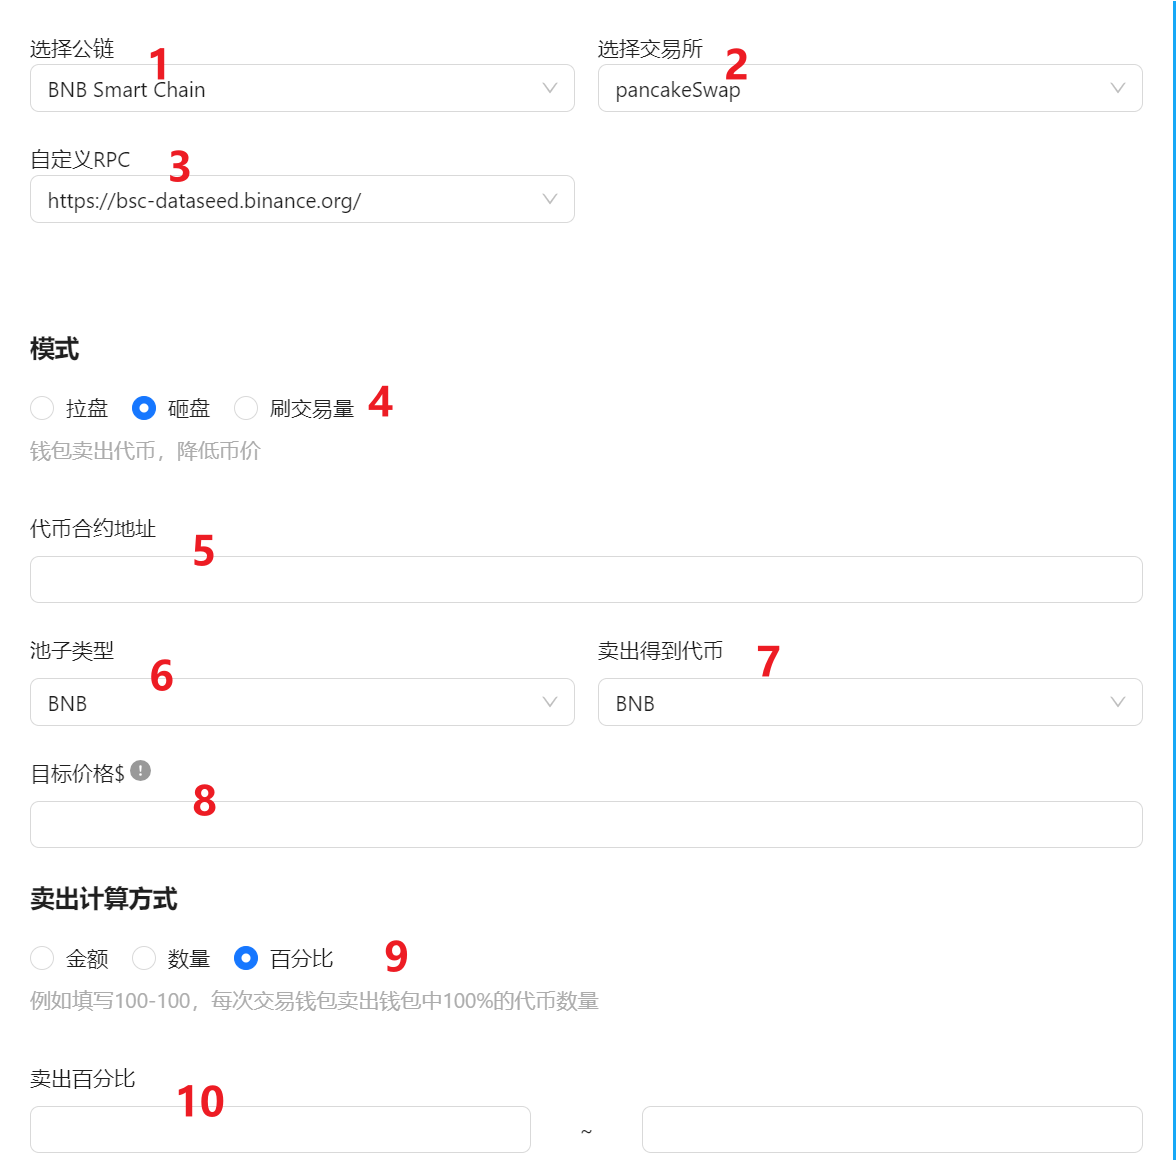 选择公链 1
BNB Smart Chain
选择交易所 2
pancakeSwap
自定义RPC 3
https://bsc-dataseed.binance.org/
模式
拉盘 砸盘 刷交易量 4
钱包卖出代币，降低币价
代币合约地址 5
池子类型 6
BNB
卖出得到代币 7
BNB
目标价格$ !
8
卖出计算方式
金额 数量 百分比 9
例如填写100-100，每次交易钱包卖出钱包中100%的代币数量
卖出百分比 10
~